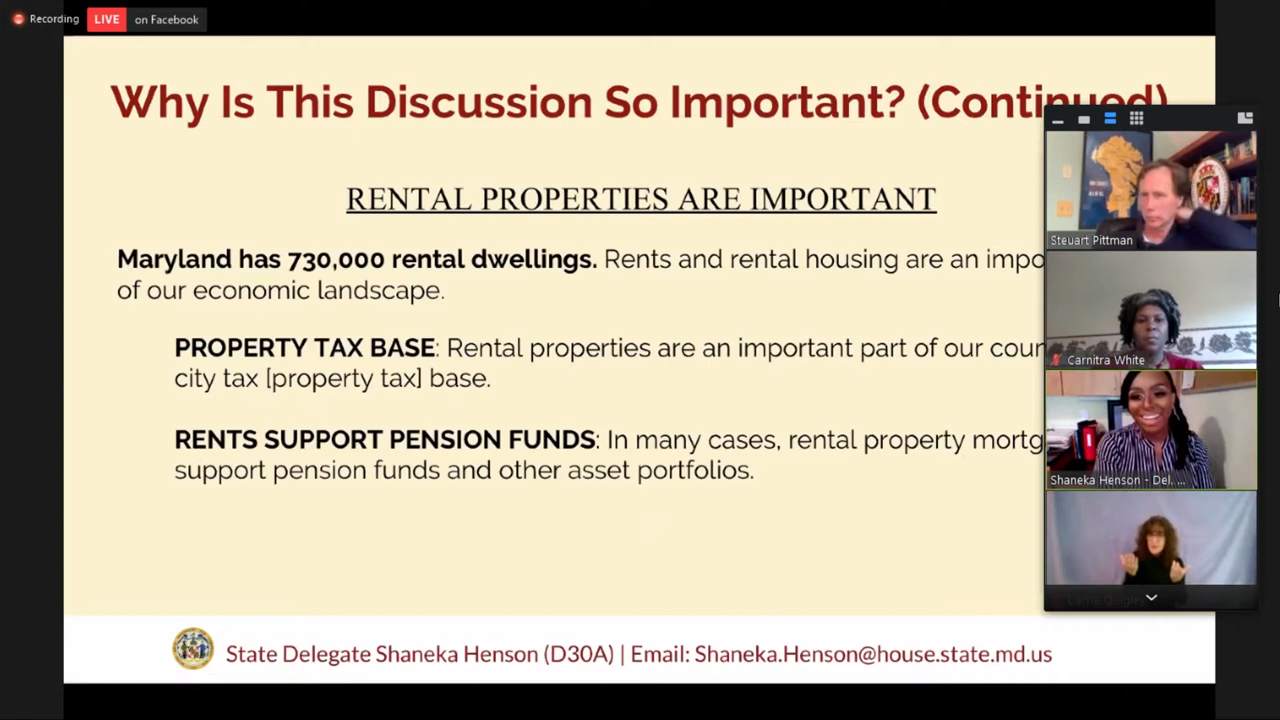 Recording
LIVE on Facebook
Why Is This Discussion So Important? (Continued)
RENTAL PROPERTIES ARE IMPORTANT
Maryland has 730,000 rental dwellings. Rents and rental housing are an impo
of our economic landscape.
PROPERTY TAX BASE: Rental properties are an important part of our coun
city tax [property tax] base.
RENTS SUPPORT PENSION FUNDS: In many cases, rental property mortg
support pension funds and other asset portfolios.
Steuart Pittman
Carnitra White
Shaneka Henson - Del. ...
State Delegate Shaneka Henson (D30A) | Email: Shaneka.Henson@house.state.md.us